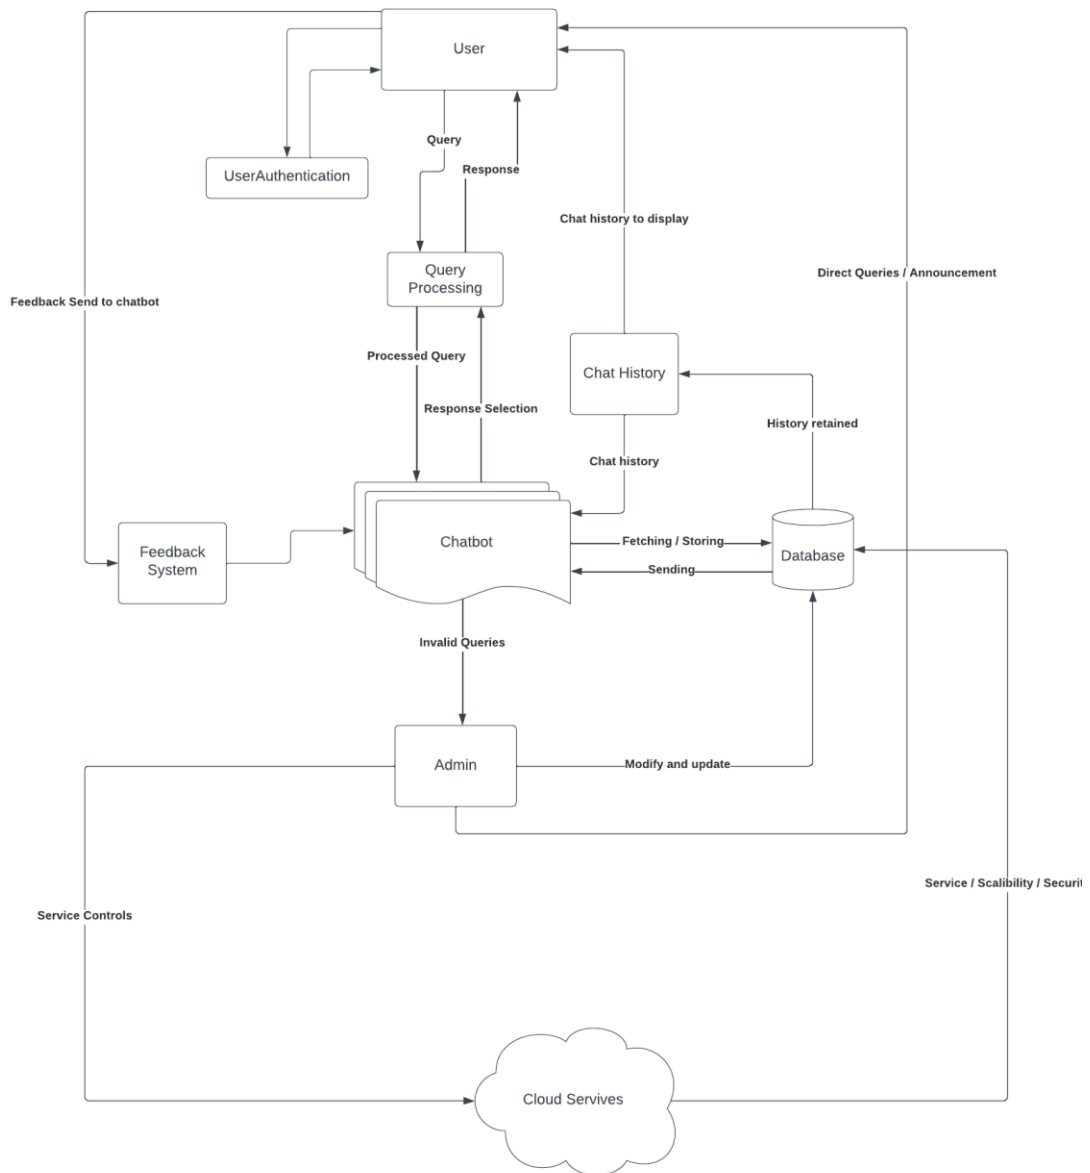 User
Query
UserAuthentication
Response
Chat history to display
Query
Processing
Direct Queries / Announcement
Feedback Send to chatbot
Processed Query
Chat History
Response Selection
History retained
Chat history
Chatbot
Fetching / Storing
Feedback
System
Database
Sending
Invalid Queries
Admin
Modify and update
Service / Scalibility / Securit
Service Controls
Cloud Servives